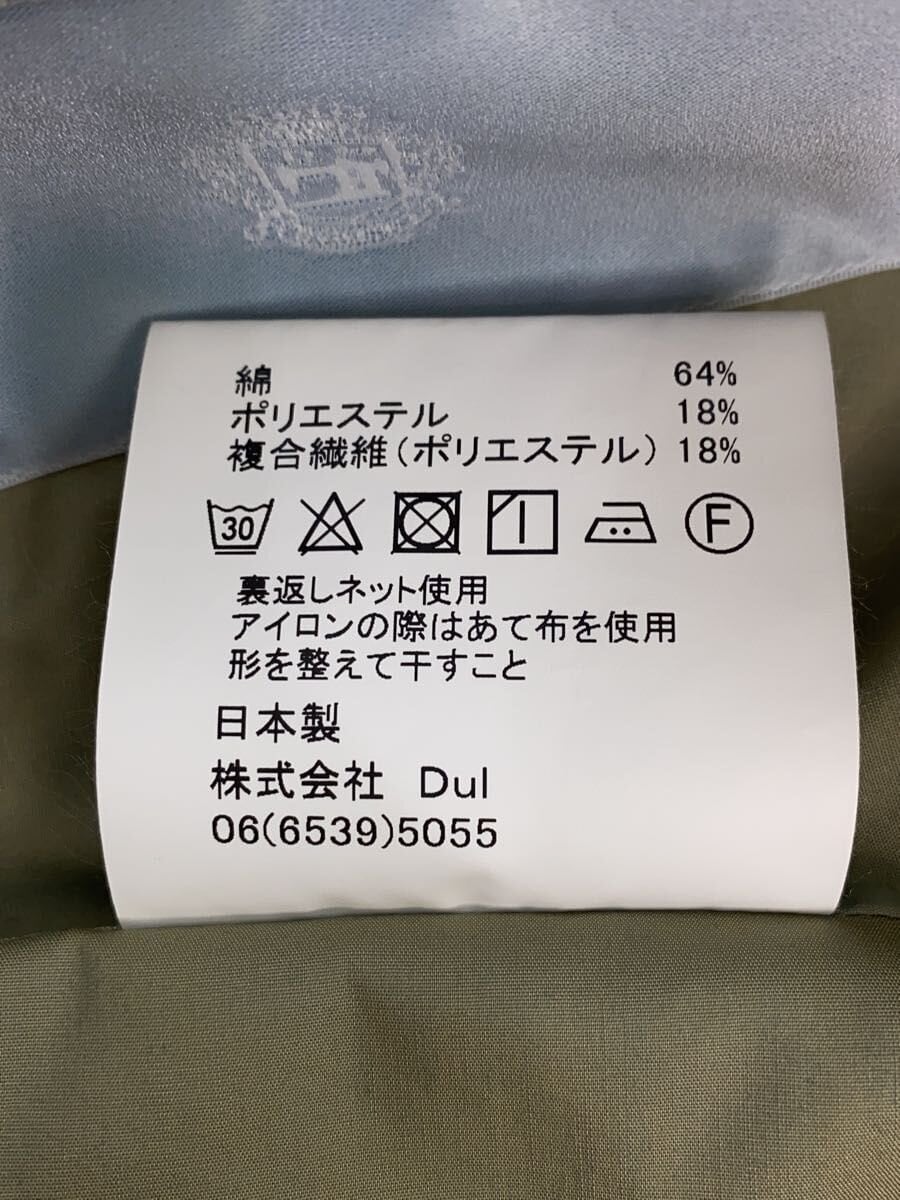 綿 64%
ポリエステル 18%
複合繊維(ポリエステル) 18%
30 F
裏返しネット使用
アイロンの際はあて布を使用
形を整えて干すこと
日本製
株式会社 Dul
06(6539)5055